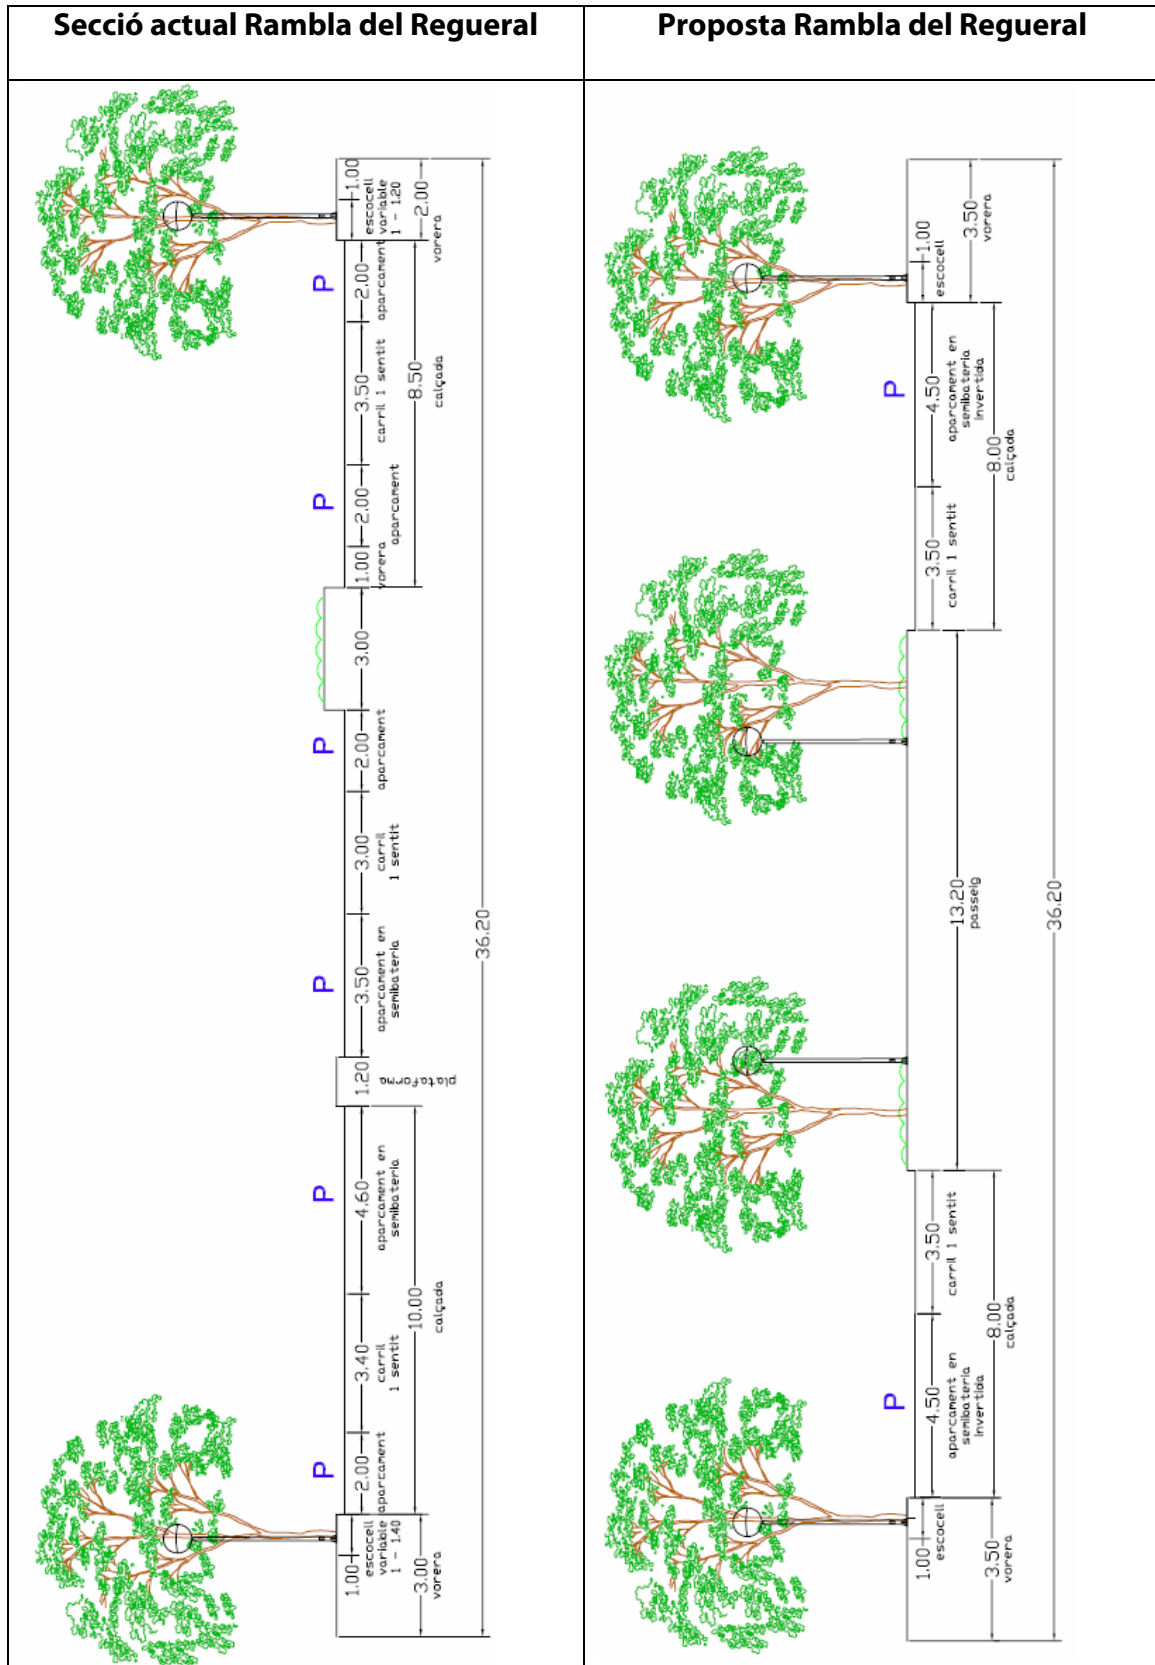 Secció actual Rambla del Regueral
Proposta Rambla del Regueral
1.00
escocell
variable
1 - 1.20
2.00
vorera
P
2.00
aparcament
3.50
carril 1 sentit
8.50
calçada
P
2.00
aparcament
1.00
vorera
3.00
P
2.00
aparcament
3.00
carril
1 sentit
36.20
P
3.50
aparcament en
semibateria
1.20
plataforma
P
4.60
aparcament en
semibateria
3.40
carril
1 sentit
10.00
calçada
P
2.00
aparcament
1.00
escocell
variable
1 - 1.40
3.00
vorera
1.00
escocell
3.50
vorera
P
4.50
aparcament en
semibateria
invertida
3.50
carril 1 sentit
8.00
calçada
13.20
passeig
36.20
3.50
carril 1 sentit
8.00
calçada
P
4.50
aparcament en
semibateria
invertida
1.00
escocell
3.50
vorera